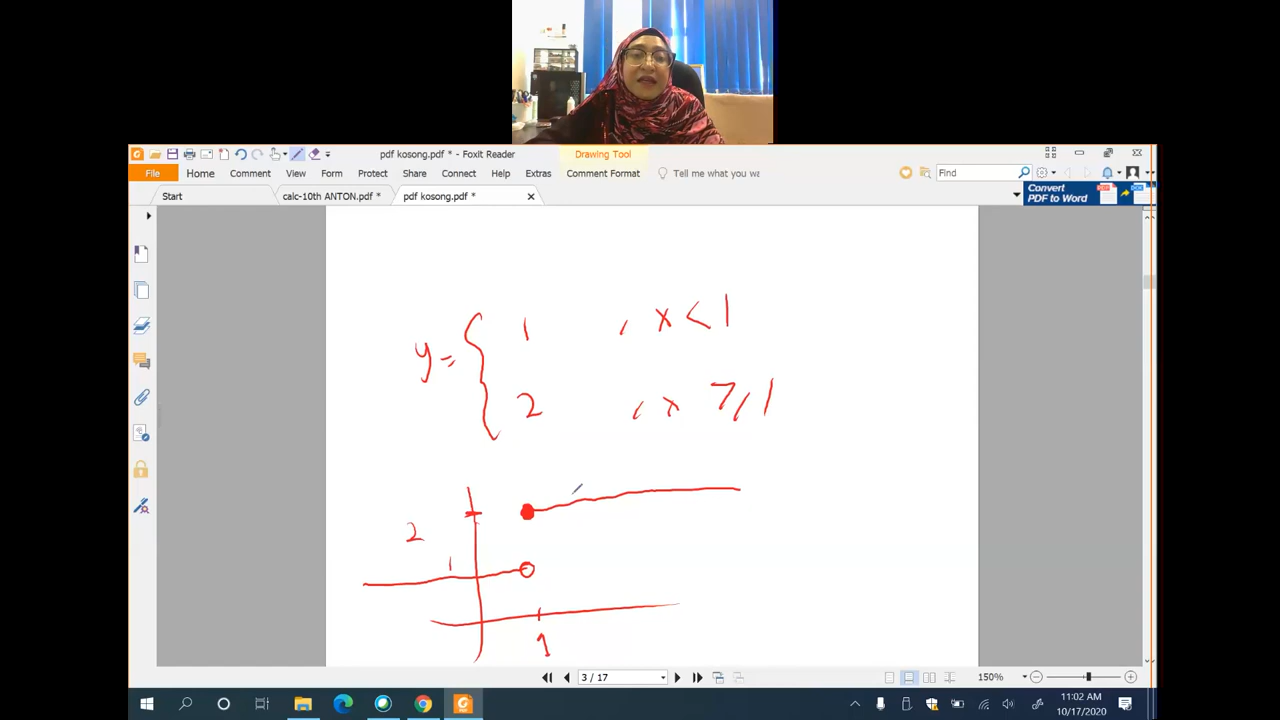 pdf kosong.pdf * - Foxit Reader
Drawing Tool
File Home Comment View Form Protect Share Connect Help Extras Comment Format Tell me what you wa Find
Start calc-10th ANTON.pdf * pdf kosong.pdf *
Convert
PDF to Word
y = { 1 , x < 1
2 , x ⩾ 1
2
1
1
3 / 17
150%
11:02 AM
10/17/2020